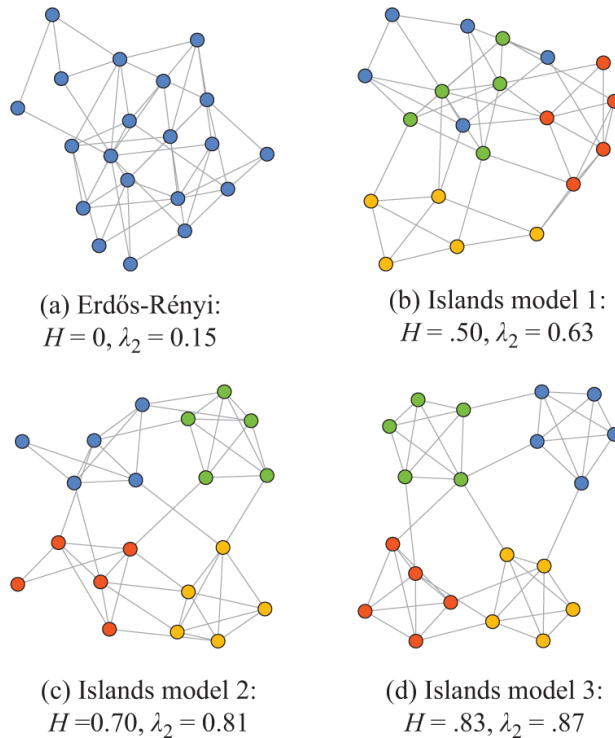 (a) Erdős-Rényi:
H = 0, λ₂ = 0.15
(b) Islands model 1:
H = .50, λ₂ = 0.63
(c) Islands model 2:
H =0.70, λ₂ = 0.81
(d) Islands model 3:
H = .83, λ₂ = .87